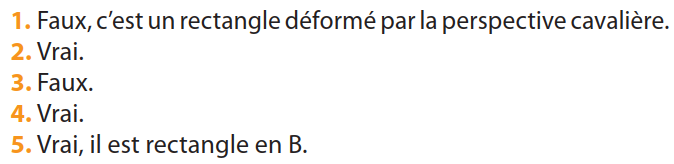 1. Faux, c’est un rectangle déformé par la perspective cavalière.
2. Vrai.
3. Faux.
4. Vrai.
5. Vrai, il est rectangle en B.